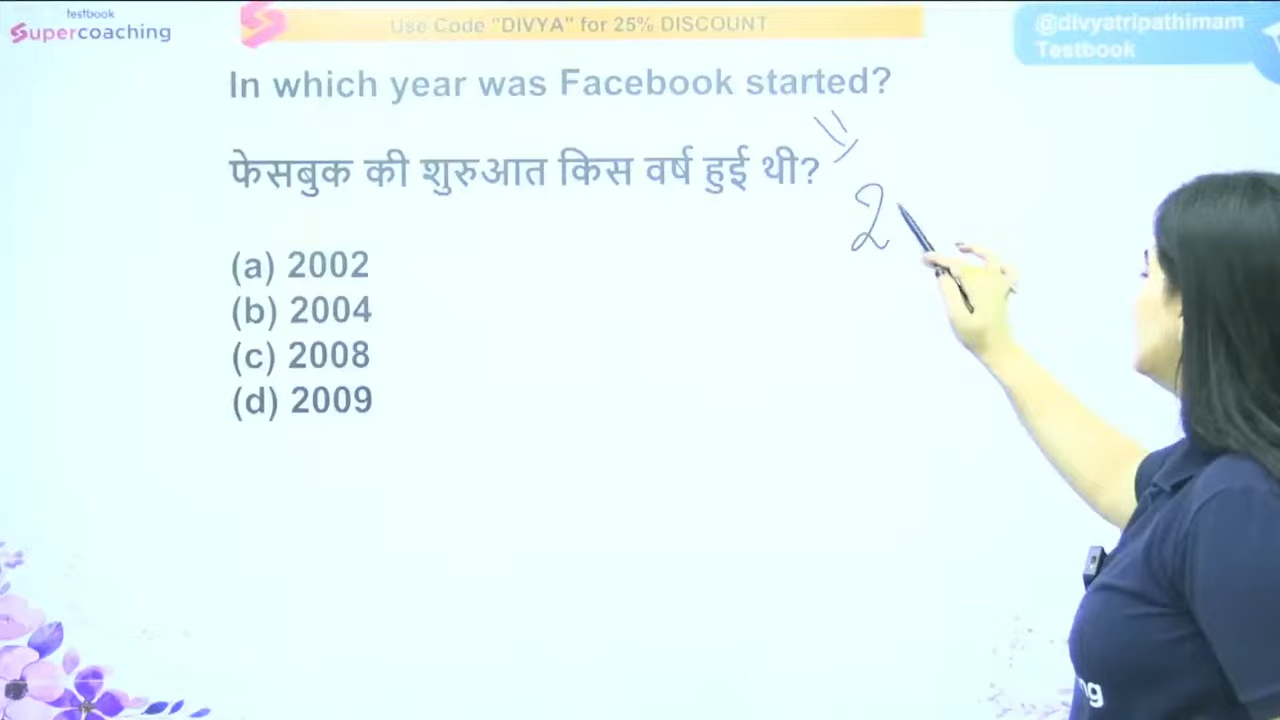 testbook
Supercoaching
Use Code "DIVYA" for 25% DISCOUNT
@divyatripathimam
Testbook
In which year was Facebook started?
फेसबुक की शुरुआत किस वर्ष हुई थी?
2
(a) 2002
(b) 2004
(c) 2008
(d) 2009